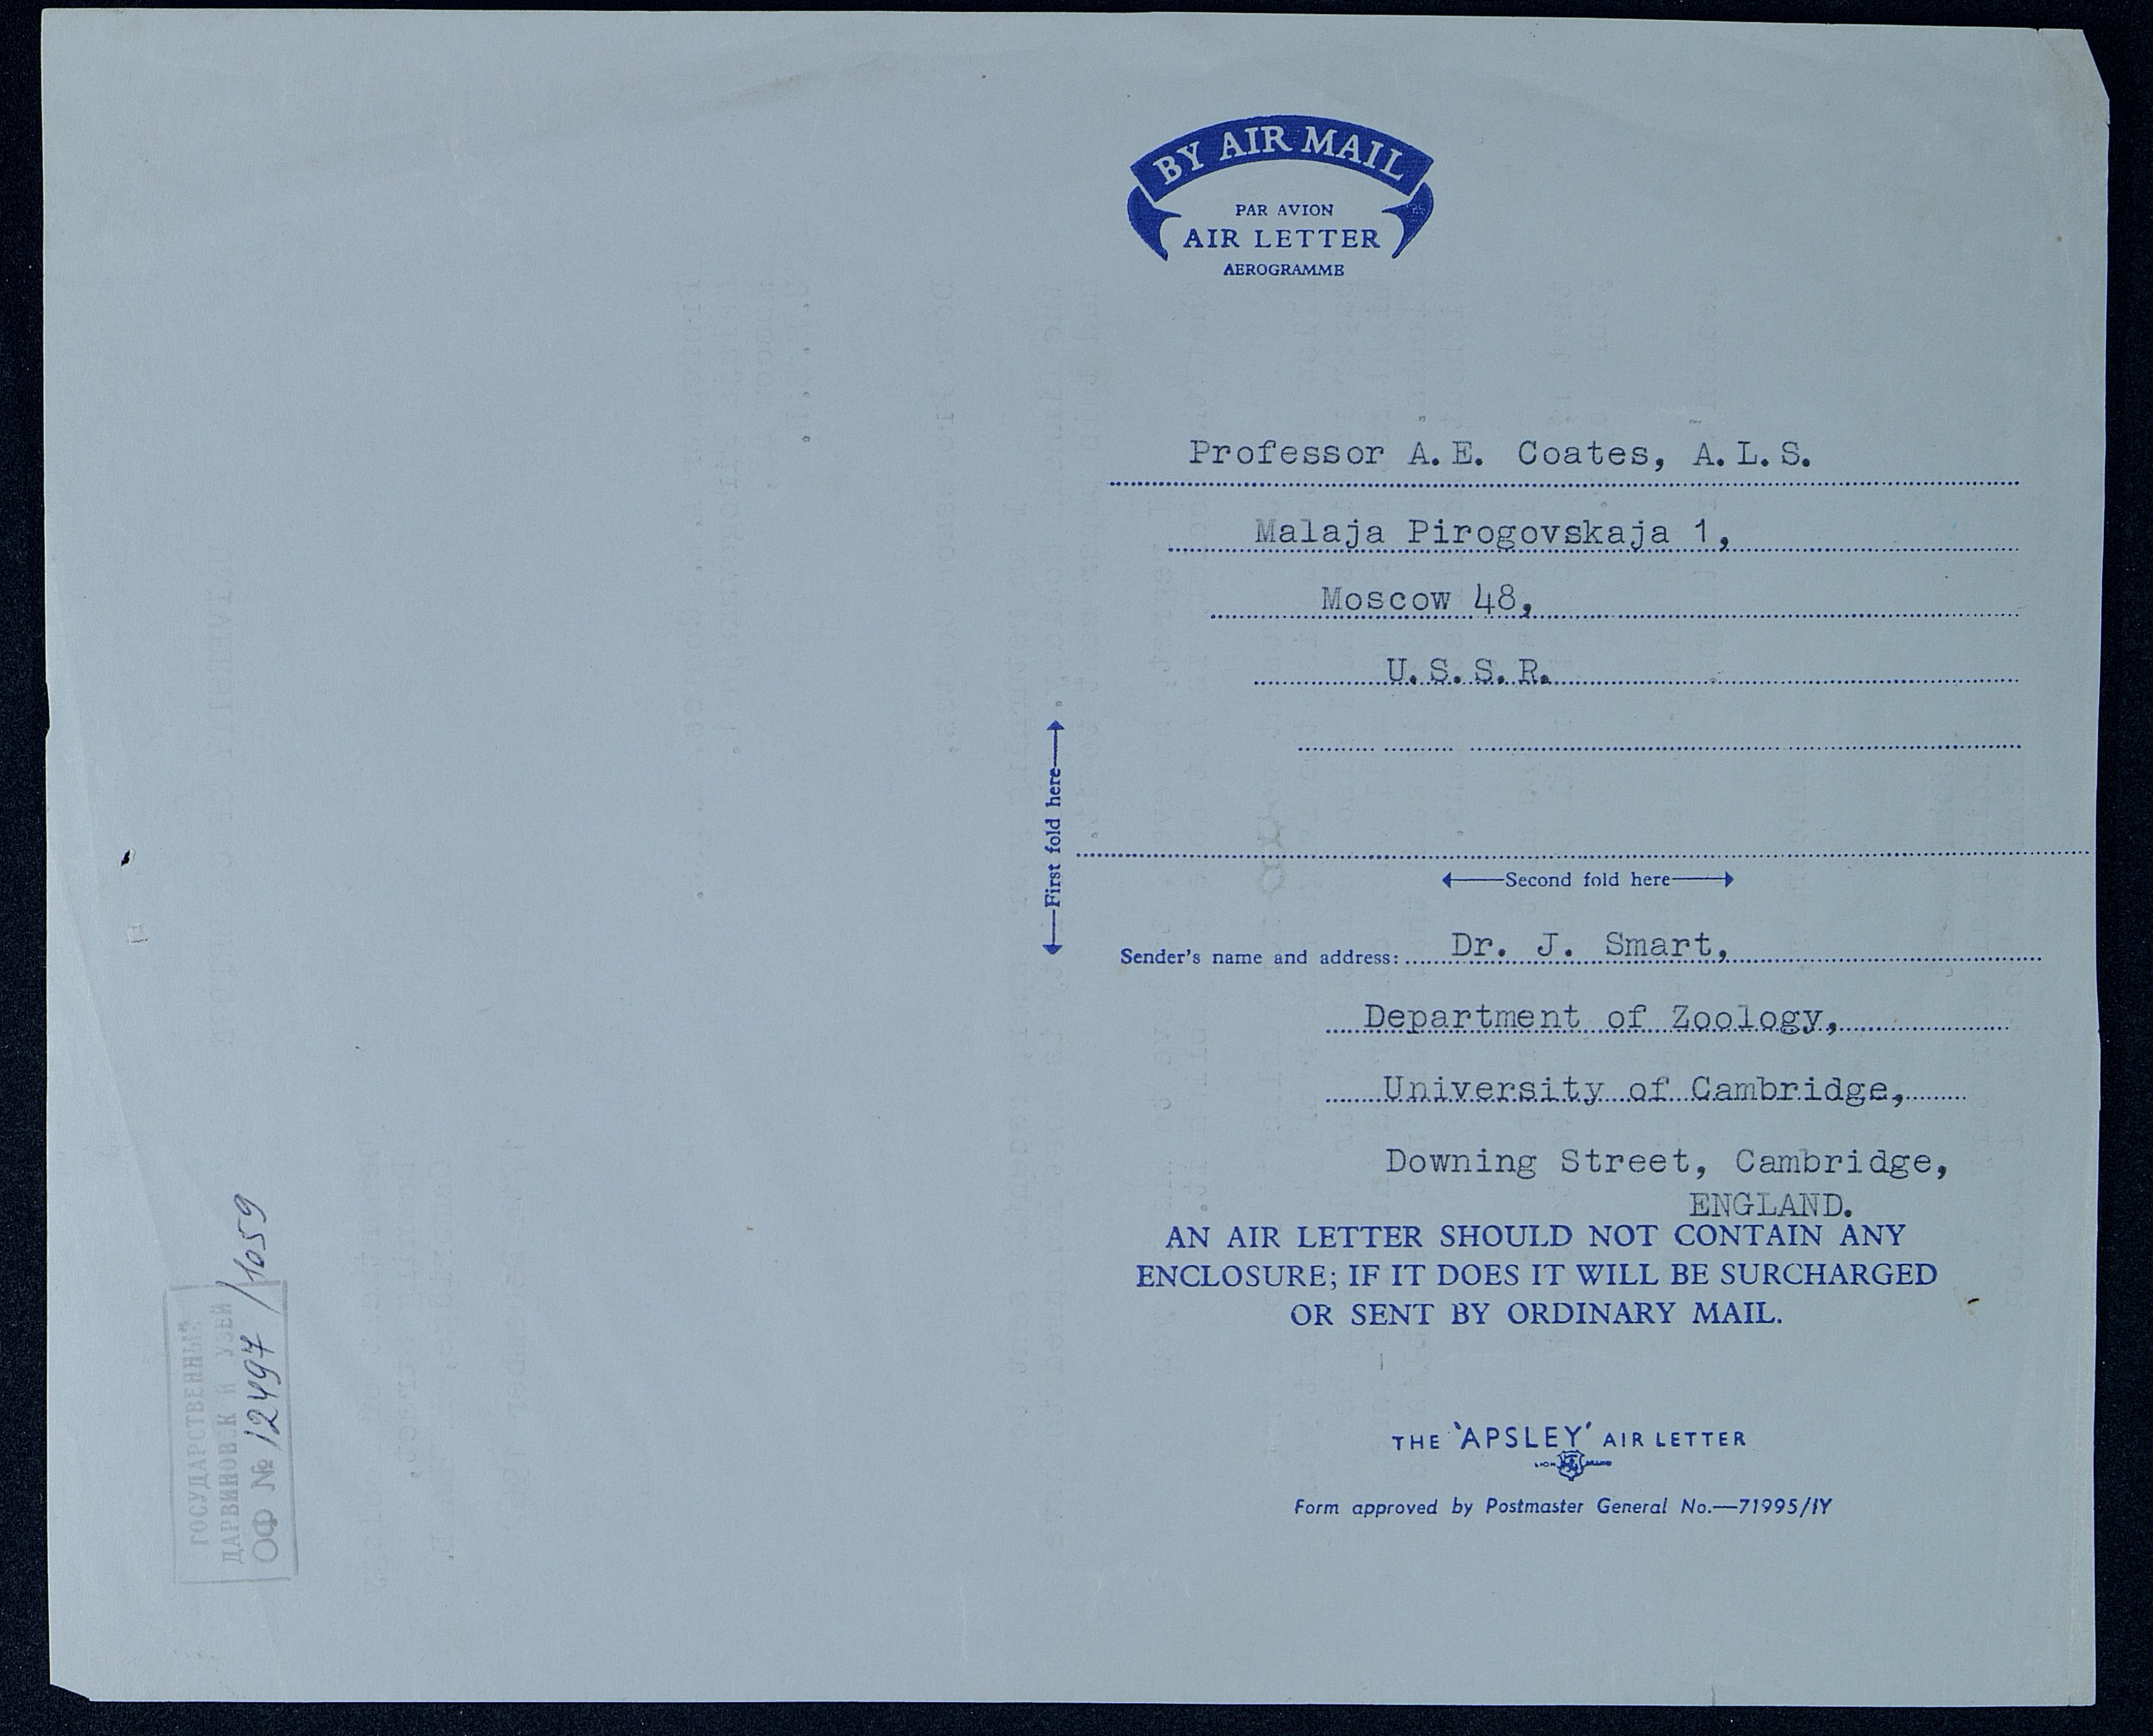 BY AIR MAIL
PAR AVION
AIR LETTER
AEROGRAMME
Professor A.E. Coates, A.L.S.
Malaja Pirogovskaja 1,
Moscow 48,
U.S.S.R.
First fold here
Second fold here
Sender's name and address: Dr. J. Smart,
Department of Zoology,
University of Cambridge,
Downing Street, Cambridge,
ENGLAND.
AN AIR LETTER SHOULD NOT CONTAIN ANY
ENCLOSURE; IF IT DOES IT WILL BE SURCHARGED
OR SENT BY ORDINARY MAIL.
THE 'APSLEY' AIR LETTER
Form approved by Postmaster General No.—71995/IY
ГОСУДАРСТВЕННЫЙ
ОФ № 12497/1059